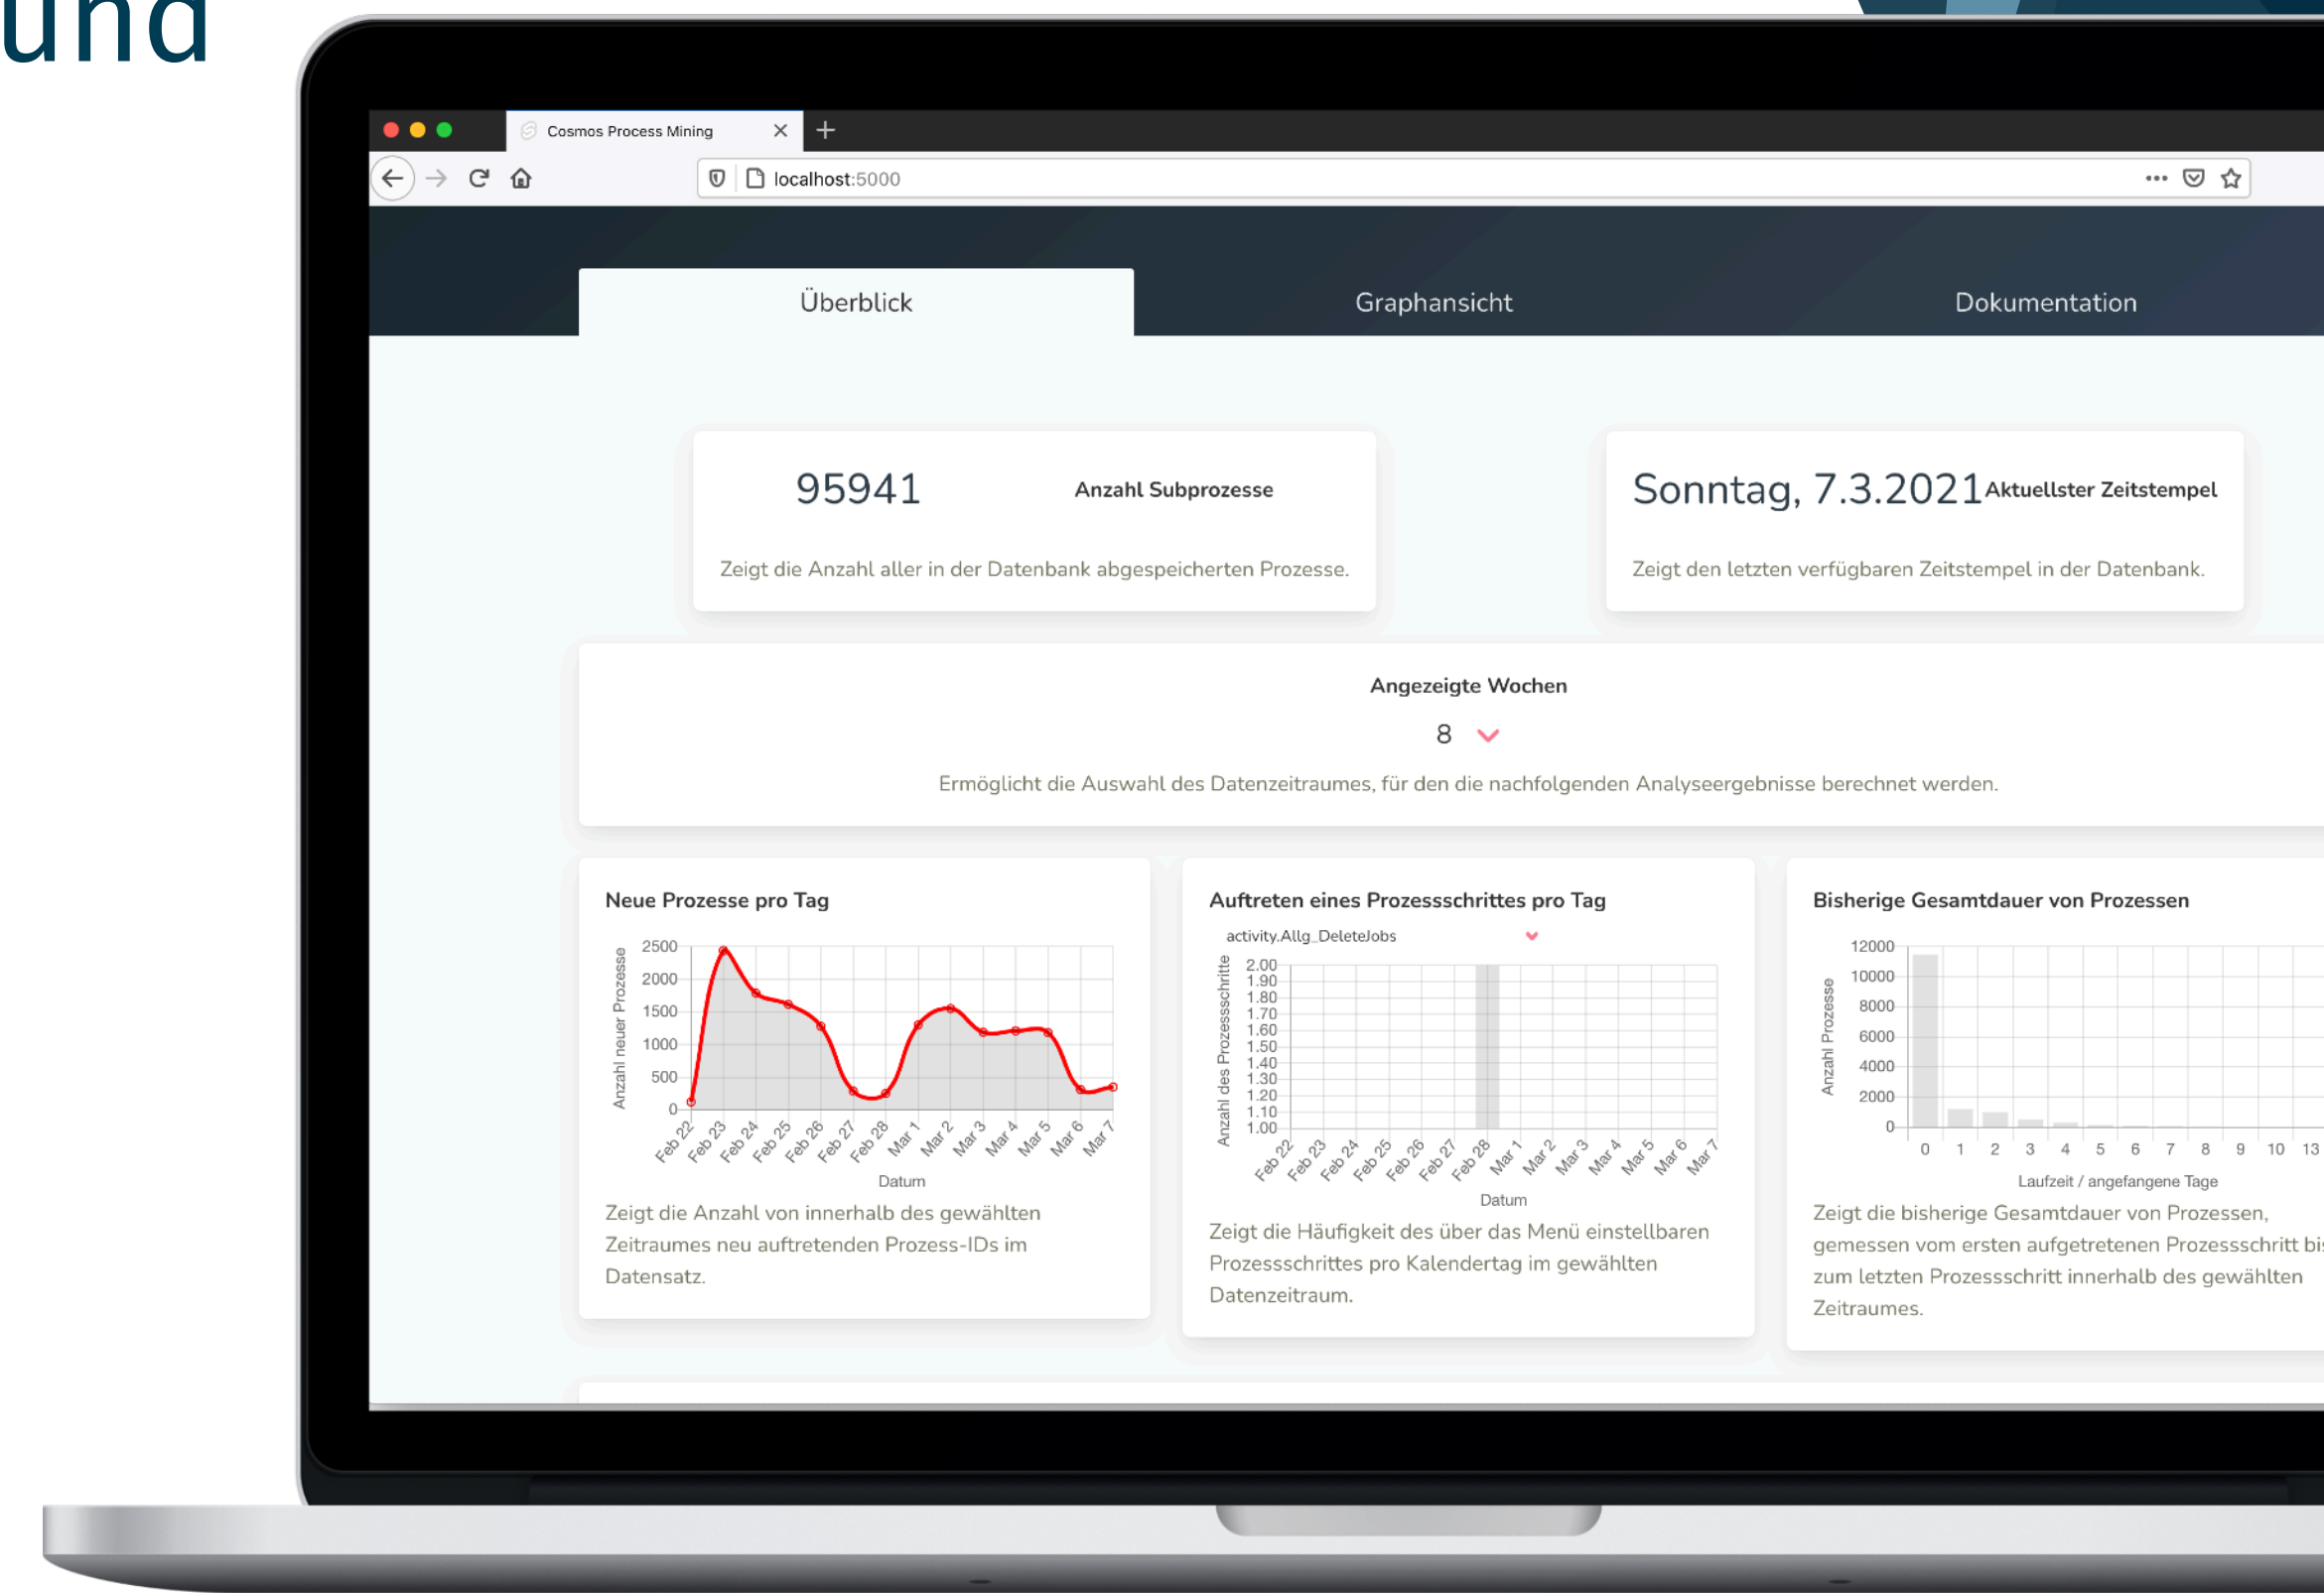 und
Cosmos Process Mining
localhost:5000
Überblick
Graphansicht
Dokumentation
95941
Anzahl Subprozesse
Zeigt die Anzahl aller in der Datenbank abgespeicherten Prozesse.
Sonntag, 7.3.2021
Aktuellster Zeitstempel
Zeigt den letzten verfügbaren Zeitstempel in der Datenbank.
Angezeigte Wochen
8
Ermöglicht die Auswahl des Datenzeitraumes, für den die nachfolgenden Analyseergebnisse berechnet werden.
Neue Prozesse pro Tag
Anzahl neuer Prozesse
2500
2000
1500
1000
500
0
Feb 22
Feb 23
Feb 24
Feb 25
Feb 26
Feb 27
Feb 28
Mar 1
Mar 2
Mar 3
Mar 4
Mar 5
Mar 6
Mar 7
Datum
Zeigt die Anzahl von innerhalb des gewählten
Zeitraumes neu auftretenden Prozess-IDs im
Datensatz.
Auftreten eines Prozessschrittes pro Tag
activity.Allg_DeleteJobs
Anzahl des Prozessschritte
2.00
1.90
1.80
1.70
1.60
1.50
1.40
1.30
1.20
1.10
1.00
Feb 22
Feb 23
Feb 24
Feb 25
Feb 26
Feb 27
Feb 28
Mar 1
Mar 2
Mar 3
Mar 4
Mar 5
Mar 6
Mar 7
Datum
Zeigt die Häufigkeit des über das Menü einstellbaren
Prozessschrittes pro Kalendertag im gewählten
Datenzeitraum.
Bisherige Gesamtdauer von Prozessen
Anzahl Prozesse
12000
10000
8000
6000
4000
2000
0
0 1 2 3 4 5 6 7 8 9 10 13
Laufzeit / angefangene Tage
Zeigt die bisherige Gesamtdauer von Prozessen,
gemessen vom ersten aufgetretenen Prozessschritt bis
zum letzten Prozessschritt innerhalb des gewählten
Zeitraumes.